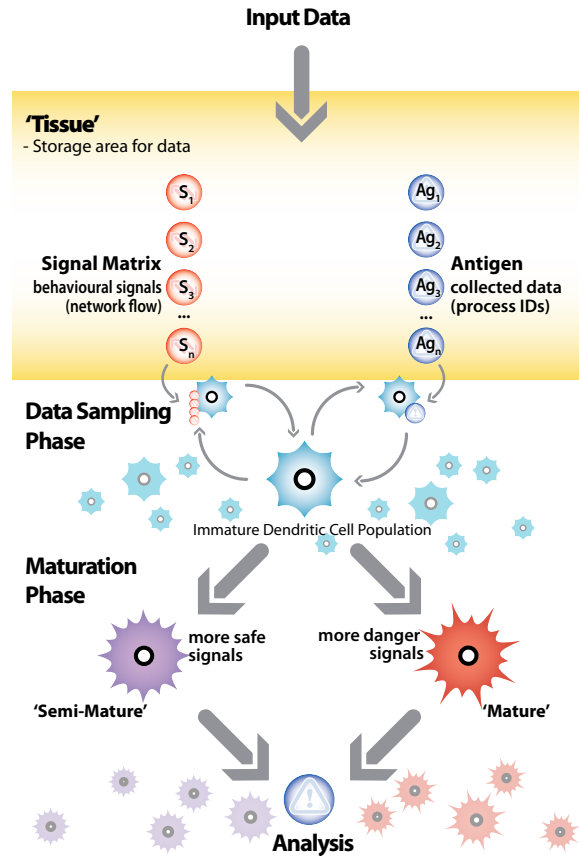 Input Data
'Tissue'
- Storage area for data
S1
S2
S3
...
Sn
Signal Matrix
behavioural signals
(network flow)
Ag1
Ag2
Ag3
...
Agn
Antigen
collected data
(process IDs)
Data Sampling
Phase
Immature Dendritic Cell Population
Maturation
Phase
more safe
signals
more danger
signals
'Semi-Mature'
'Mature'
Analysis